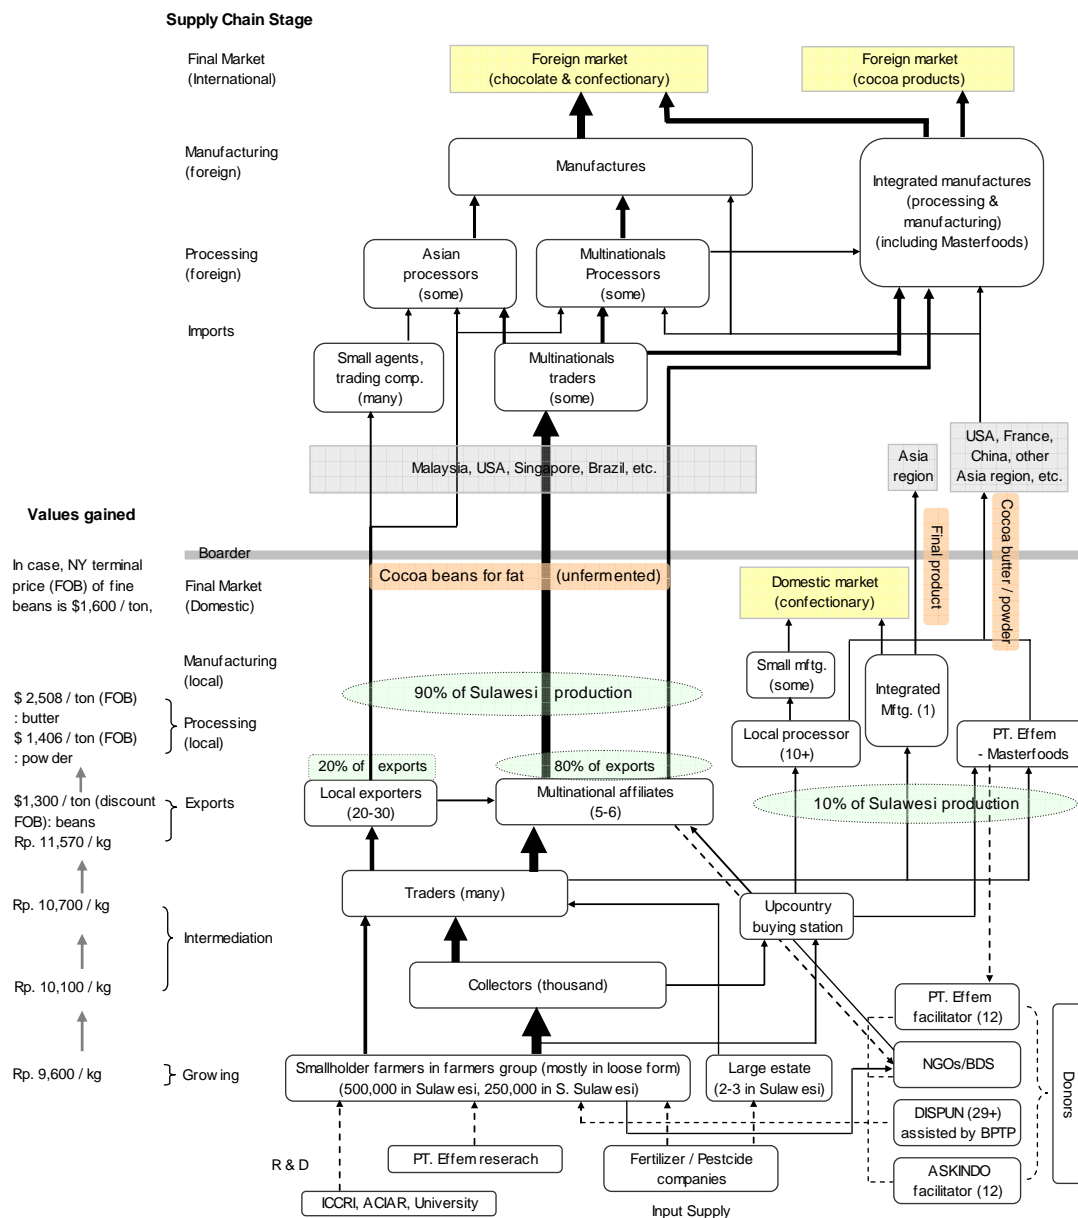 Supply Chain Stage
Final Market
(International)
Foreign market
(chocolate & confectionary)
Foreign market
(cocoa products)
Manufacturing
(foreign)
Manufactures
Integrated manufactures
(processing &
manufacturing)
(including Masterfoods)
Processing
(foreign)
Asian
processors
(some)
Multinationals
Processors
(some)
Imports
Small agents,
trading comp.
(many)
Multinationals
traders
(some)
Malaysia, USA, Singapore, Brazil, etc.
Asia
region
USA, France,
China, other
Asia region, etc.
Values gained
Boarder
Final product
Cocoa butter / powder
In case, NY terminal
price (FOB) of fine
beans is $1,600 / ton,
Final Market
(Domestic)
Cocoa beans for fat (unfermented)
Domestic market
(confectionary)
Manufacturing
(local)
90% of Sulawesi production
Small mftg.
(some)
Integrated
Mftg. (1)
$ 2,508 / ton (FOB)
: butter
$ 1,406 / ton (FOB)
: powder
Processing
(local)
Local processor
(10+)
PT. Effem
- Masterfoods
20% of exports
80% of exports
$1,300 / ton (discount
FOB): beans
Rp. 11,570 / kg
Exports
Local exporters
(20-30)
Multinational affiliates
(5-6)
10% of Sulawesi production
Rp. 10,700 / kg
Traders (many)
Upcountry
buying station
Intermediation
Rp. 10,100 / kg
Collectors (thousand)
PT. Effem
facilitator (12)
Rp. 9,600 / kg
Growing
Smallholder farmers in farmers group (mostly in loose form)
(500,000 in Sulawesi, 250,000 in S. Sulawesi)
Large estate
(2-3 in Sulawesi)
NGOs/BDS
Donors
DISPUN (29+)
assisted by BPTP
R & D
PT. Effem reserach
Fertilizer / Pestcide
companies
ASKINDO
facilitator (12)
ICCRI, ACIAR, University
Input Supply